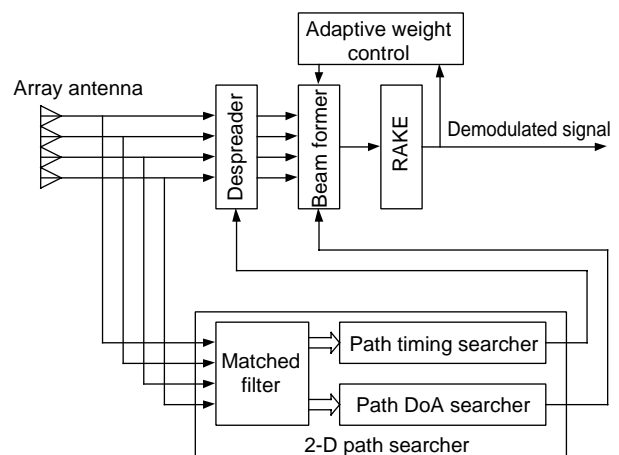 Adaptive weight
control
Array antenna
Despreader
Beam former
RAKE
Demodulated signal
Matched
filter
Path timing searcher
Path DoA searcher
2-D path searcher